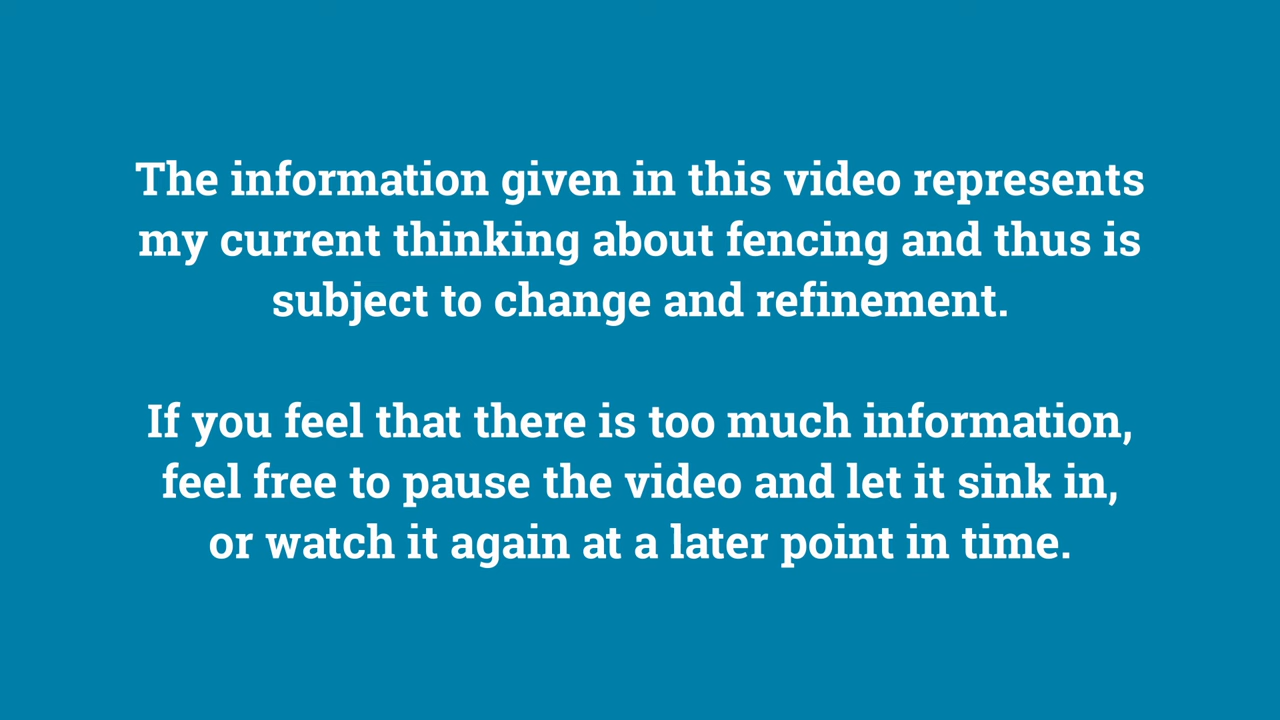 The information given in this video represents
my current thinking about fencing and thus is
subject to change and refinement.
If you feel that there is too much information,
feel free to pause the video and let it sink in,
or watch it again at a later point in time.